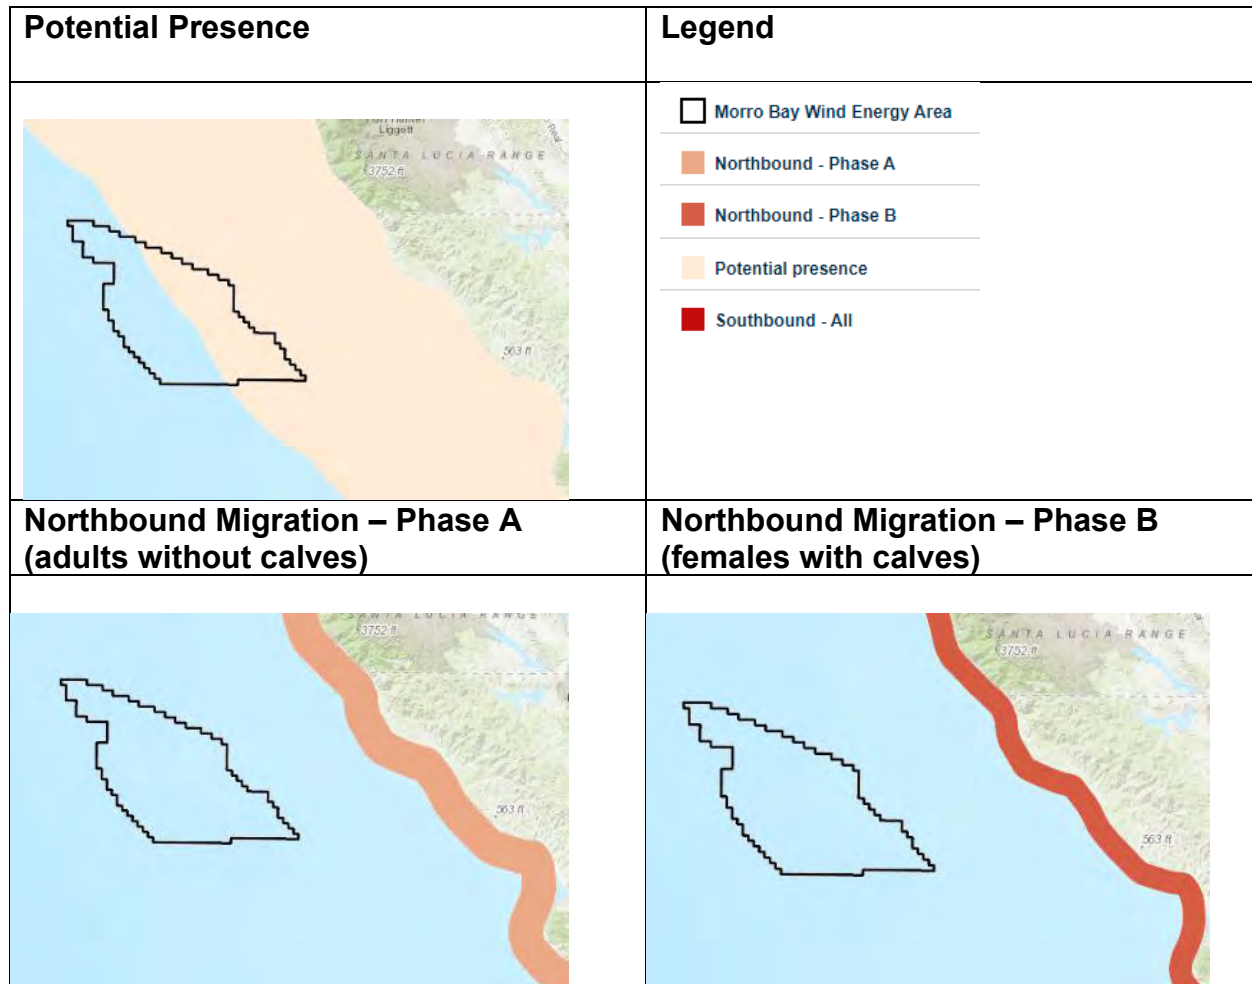 Potential Presence
Legend
Liggett
SANTA LUCIA RANGE
3752 ft
563 ft
Morro Bay Wind Energy Area
Northbound - Phase A
Northbound - Phase B
Potential presence
Southbound - All
Northbound Migration – Phase A
(adults without calves)
Northbound Migration – Phase B
(females with calves)
SANTA LUCIA RANGE
3752 ft
563 ft
SANTA LUCIA RANGE
3752 ft
563 ft